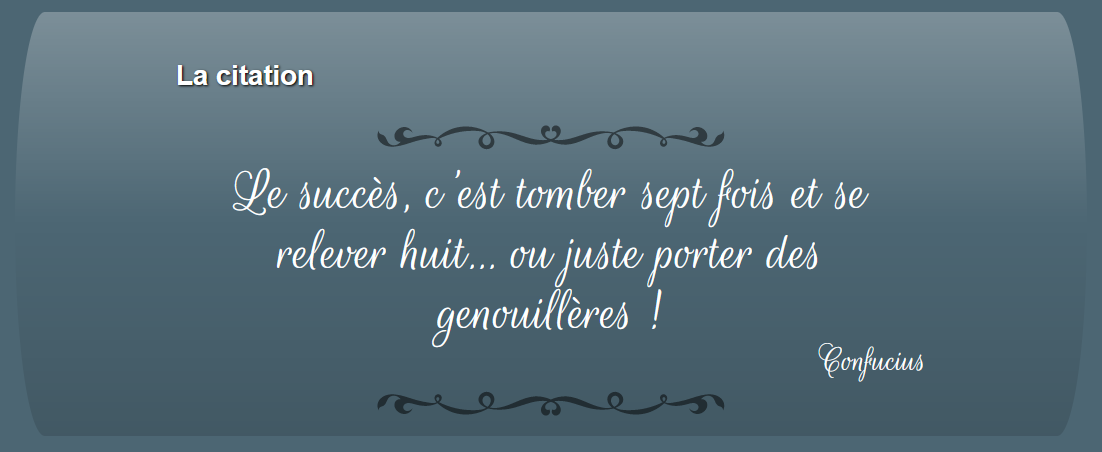 La citation
Le succès, c'est tomber sept fois et se
relever huit... ou juste porter des
genouillères !
Confucius